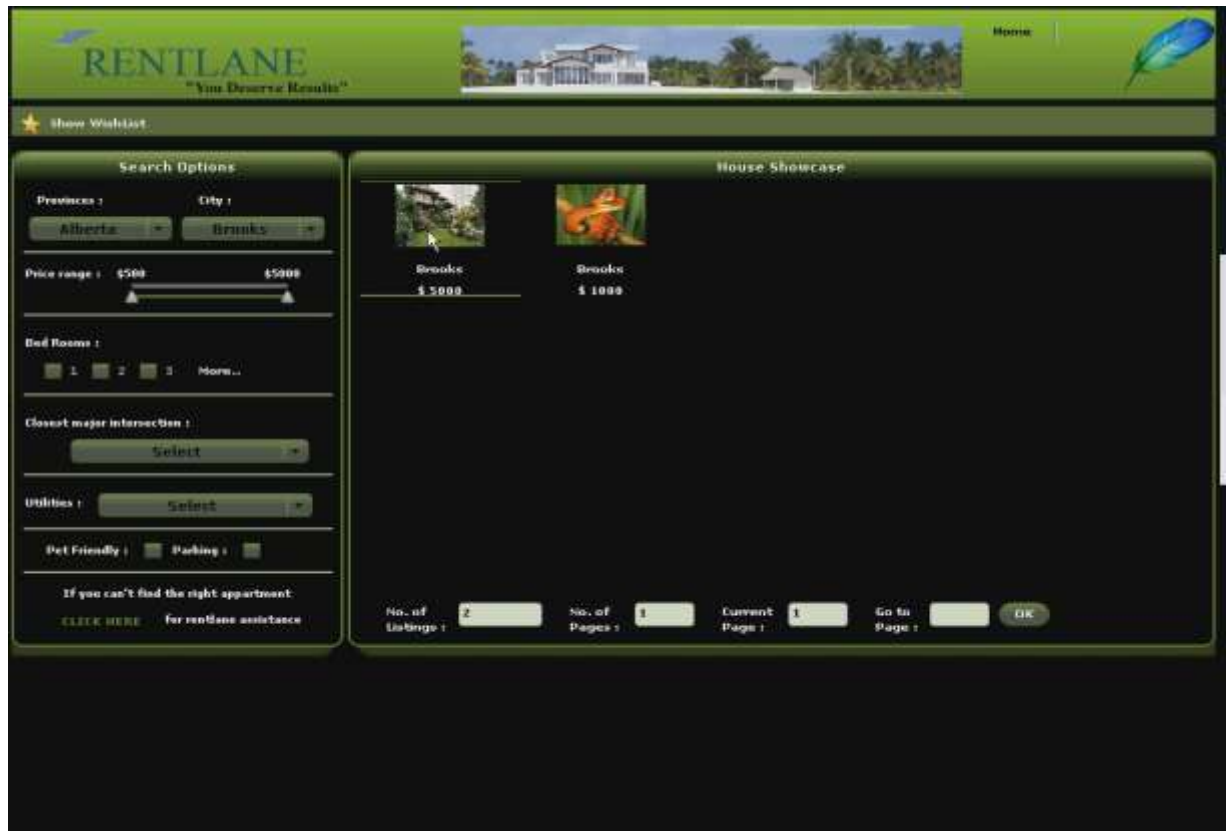 RENTLANE
"You Deserve Results"
Home
Show WishList
Search Options
Provinces :
City :
Alberta
Brooks
Price range :
$500
$5000
Bed Rooms :
1
2
3
More..
Closest major intersection :
Select
Utilities :
Select
Pet Friendly :
Parking :
If you can't find the right appartment
CLICK HERE
for rentlane assistance
House Showcase
Brooks
$ 5000
Brooks
$ 1000
No. of
Listings :
2
No. of
Pages :
1
Current
Page :
1
Go to
Page :
OK